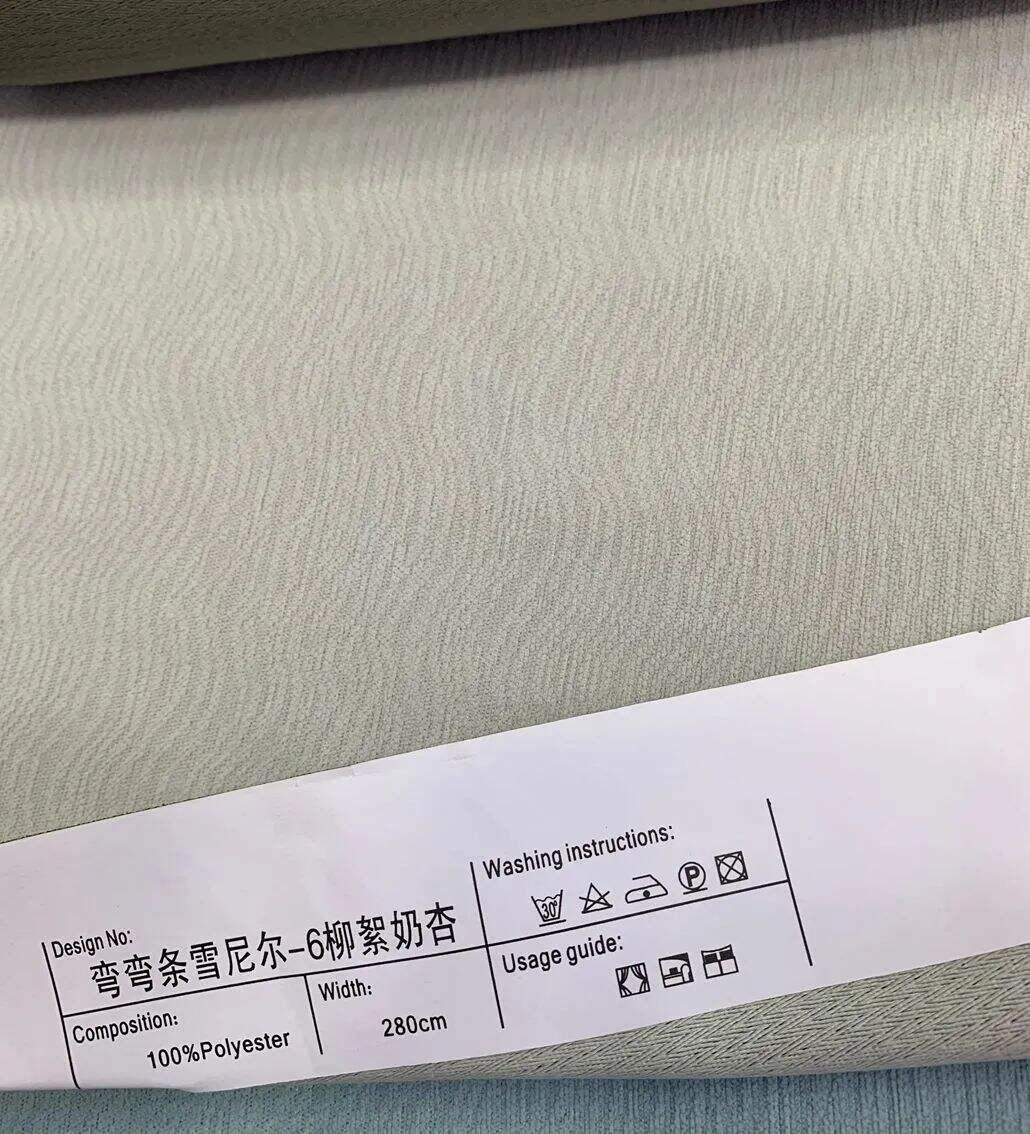 Design No:
弯弯条雪尼尔-6柳絮奶杏
Composition:
100%Polyester
Width:
280cm
Washing instructions:
30°
P
Usage guide: